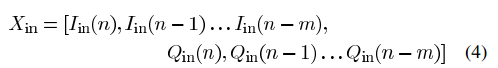 X_in = [I_in(n), I_in(n − 1) … I_in(n − m),
Q_in(n), Q_in(n − 1) … Q_in(n − m)] (4)